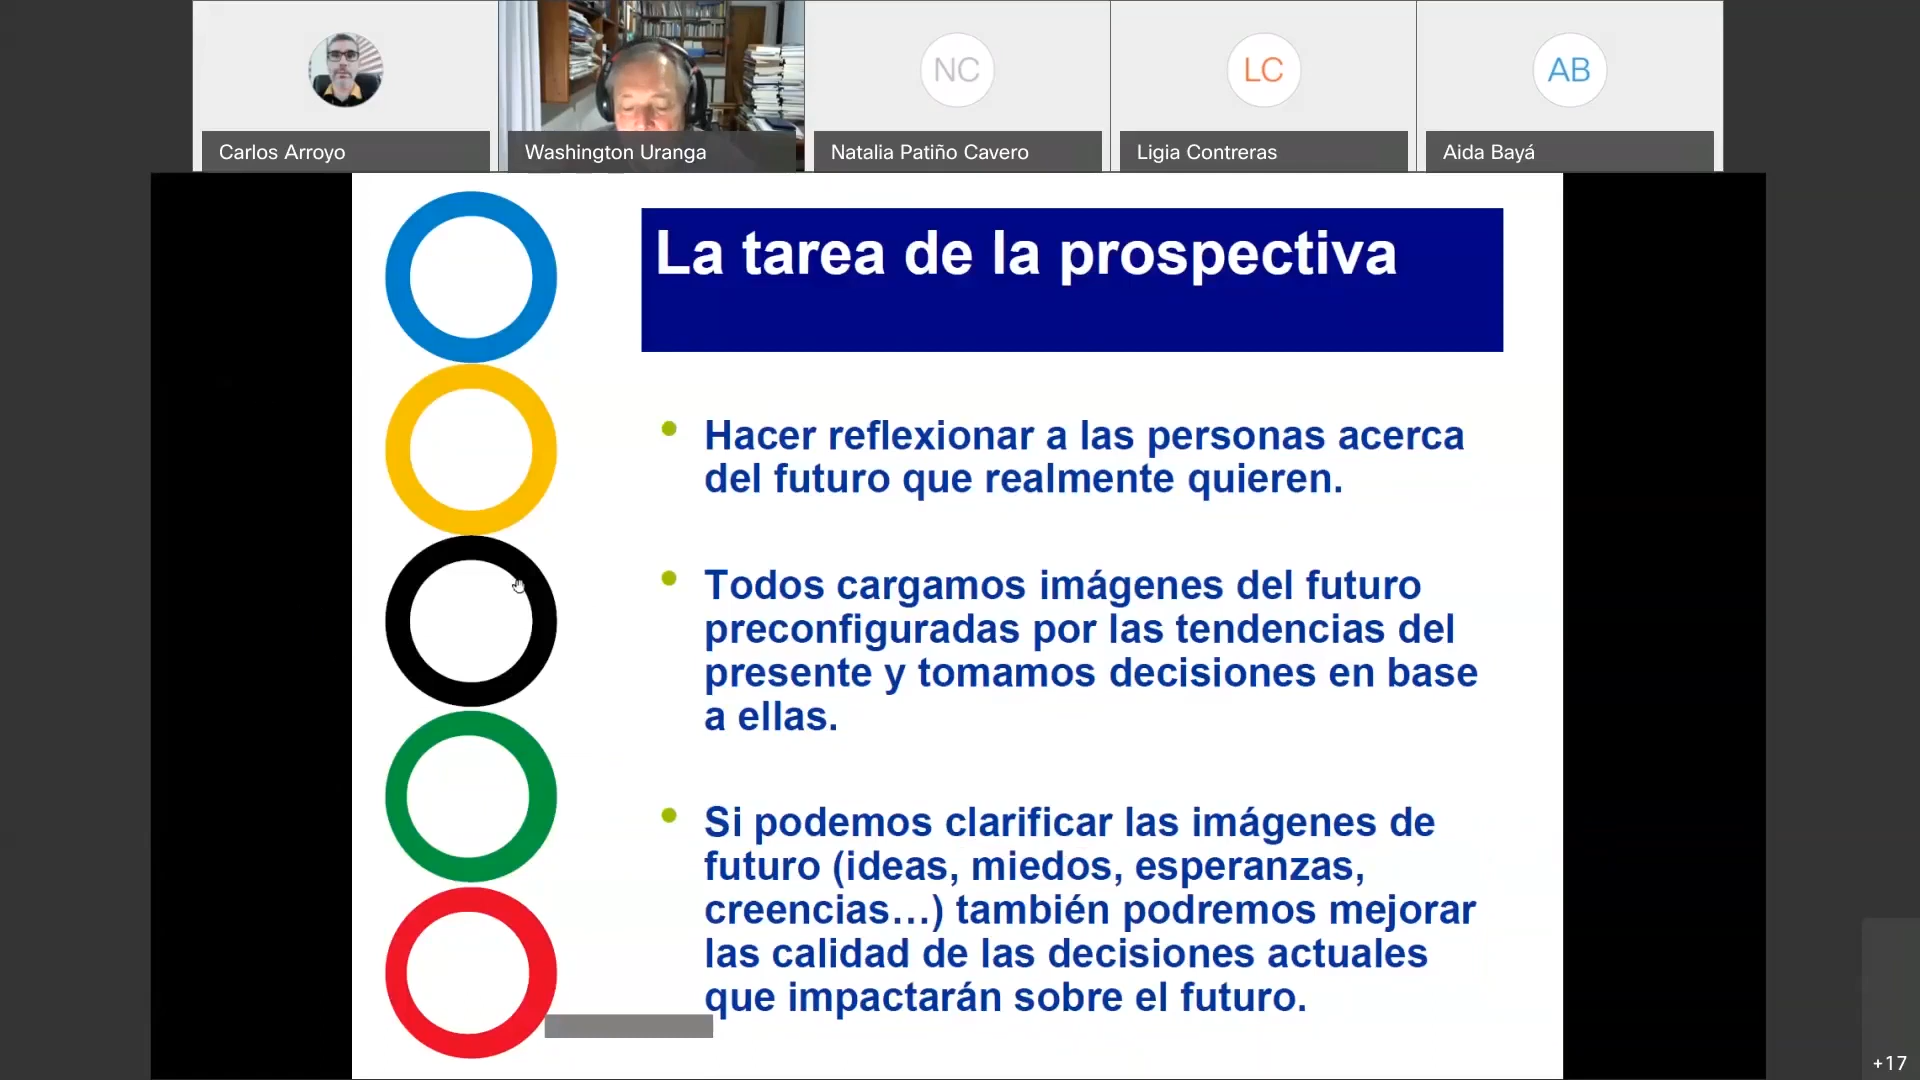 Carlos Arroyo
Washington Uranga
NC
Natalia Patiño Cavero
LC
Ligia Contreras
AB
Aida Bayá
La tarea de la prospectiva
Hacer reflexionar a las personas acerca
del futuro que realmente quieren.
Todos cargamos imágenes del futuro
preconfiguradas por las tendencias del
presente y tomamos decisiones en base
a ellas.
Si podemos clarificar las imágenes de
futuro (ideas, miedos, esperanzas,
creencias...) también podremos mejorar
las calidad de las decisiones actuales
que impactarán sobre el futuro.
+17